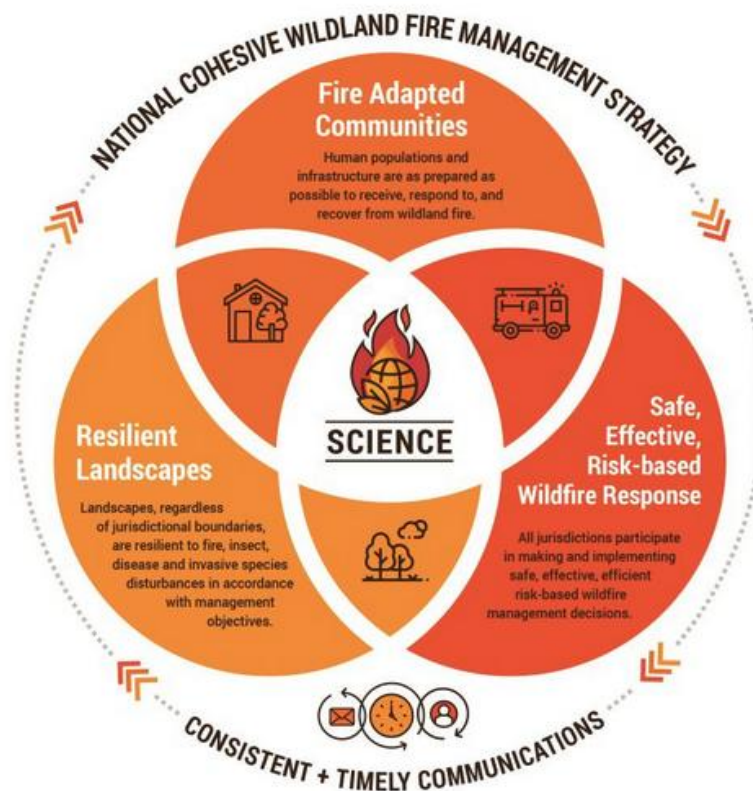 NATIONAL COHESIVE WILDLAND FIRE MANAGEMENT STRATEGY
Fire Adapted
Communities
Human populations and
infrastructure are as prepared as
possible to receive, respond to, and
recover from wildland fire.
SCIENCE
Resilient
Landscapes
Landscapes, regardless
of jurisdictional boundaries,
are resilient to fire, insect,
disease and invasive species
disturbances in accordance
with management
objectives.
Safe,
Effective,
Risk-based
Wildfire Response
All jurisdictions participate
in making and implementing
safe, effective, efficient
risk-based wildfire
management decisions.
CONSISTENT + TIMELY COMMUNICATIONS